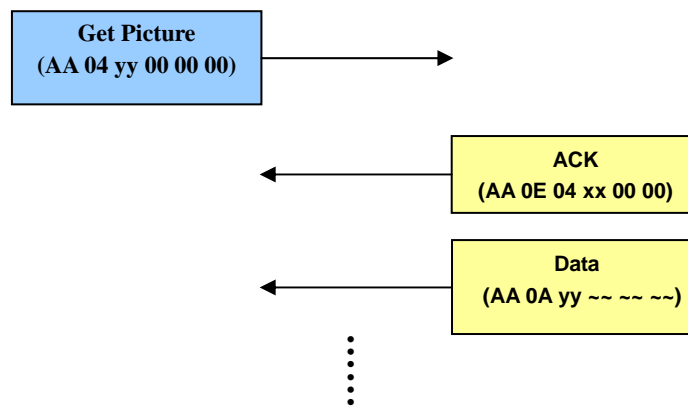 Get Picture
(AA 04 yy 00 00 00)
ACK
(AA 0E 04 xx 00 00)
Data
(AA 0A yy ~~ ~~ ~~)